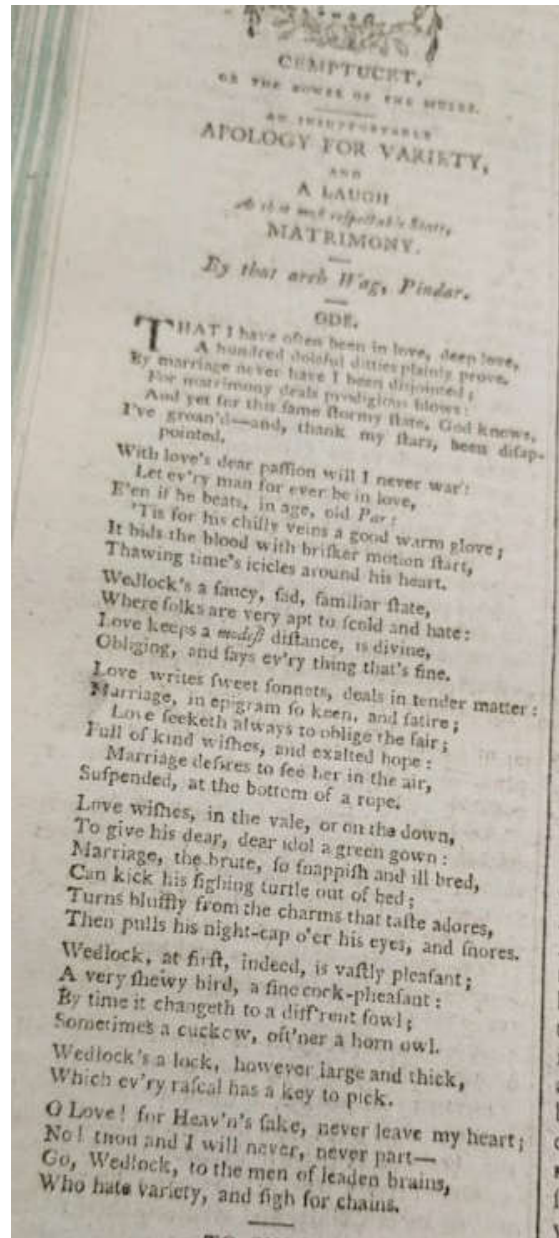 CEMPTUCET,
OR THE BOWER OF THE MUSES.
AN INSUPPORTABLE
APOLOGY FOR VARIETY,
AND
A LAUGH
At that most respectable State,
MATRIMONY.
By that arch Wag, Pindar.
ODE.
THAT I have often been in love, deep love,
A hundred doleful ditties plainly prove.
By marriage never have I been disjointed;
For matrimony deals prodigious blows:
And yet for this same ſtormy ſtate, God knows,
I've groan'd—and, thank my ſtars, been diſap-
pointed.
With love's dear paſſion will I never war:
Let ev'ry man for ever be in love,
E'en if he beats, in age, old Par:
'Tis for his chilly veins a good warm glove;
It bids the blood with briſker motion ſtart,
Thawing time's icicles around his heart.
Wedlock's a ſaucy, ſad, familiar ſtate,
Where folks are very apt to ſcold and hate:
Love keeps a modeſt diſtance, is divine,
Obliging, and ſays ev'ry thing that's fine.
Love writes ſweet ſonnets, deals in tender matter:
Marriage, in epigram ſo keen, and ſatire;
Love ſeeketh always to oblige the fair;
Full of kind wiſhes, and exalted hope:
Marriage deſires to ſee her in the air,
Suſpended, at the bottom of a rope.
Love wiſhes, in the vale, or on the down,
To give his dear, dear idol a green gown:
Marriage, the brute, ſo ſnappiſh and ill bred,
Can kick his ſighing turtle out of bed;
Turns bluffly from the charms that taſte adores,
Then pulls his night-cap o'er his eyes, and ſnores.
Wedlock, at firſt, indeed, is vaſtly pleaſant;
A very ſhewy bird, a fine cock-pheaſant:
By time it changeth to a diff'rent fowl;
Sometimes a cuckow, oft'ner a horn owl.
Wedlock's a lock, however large and thick,
Which ev'ry raſcal has a key to pick.
O Love! for Heav'n's ſake, never leave my heart;
No! thou and I will never, never part—
Go, Wedlock, to the men of leaden brains,
Who hate variety, and ſigh for chains.